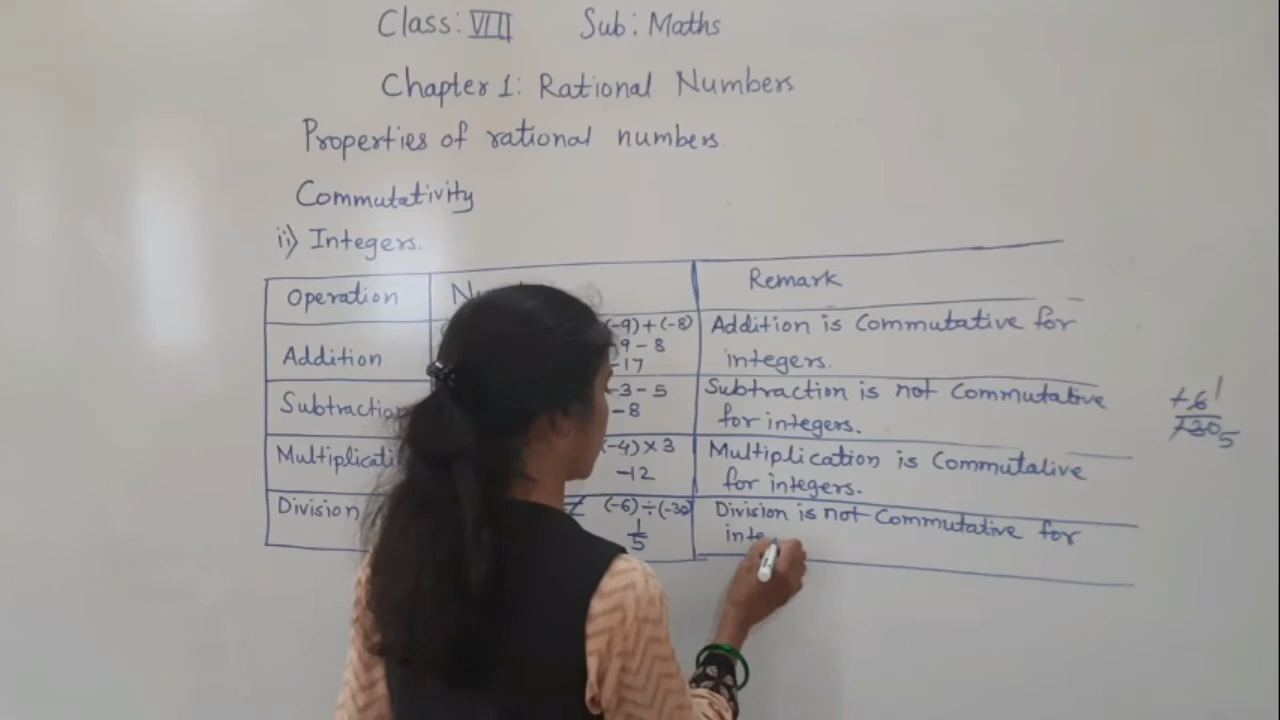 Class: VIII Sub: Maths
Chapter 1: Rational Numbers
Properties of rational numbers
Commutativity
ii) Integers.
Operation Remark
Addition (-9)+(-8) Addition is Commutative for
-9-8 integers.
-17
Subtraction -3-5 Subtraction is not Commutative
-8 for integers.
Multiplicati (-4)×3 Multiplication is Commutative
-12 for integers.
Division ≠ (-6)÷(-30) Division is not Commutative for
1/5 inte
-6 1
-30 5